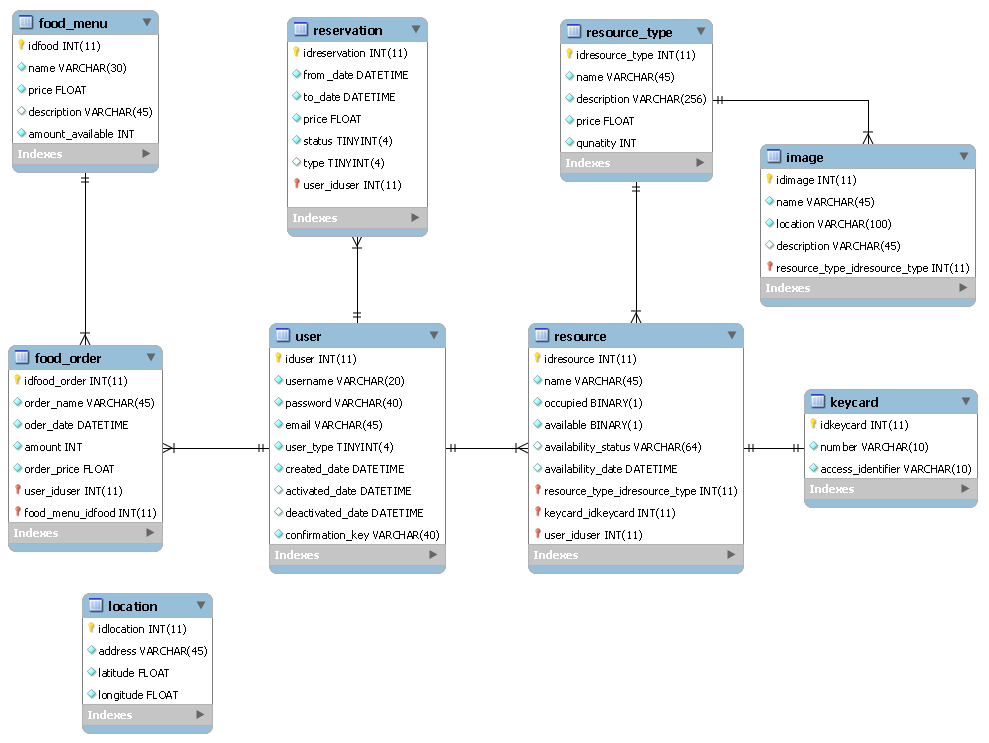 food_menu
idfood INT(11)
name VARCHAR(30)
price FLOAT
description VARCHAR(45)
amount_available INT
Indexes
reservation
idreservation INT(11)
from_date DATETIME
to_date DATETIME
price FLOAT
status TINYINT(4)
type TINYINT(4)
user_iduser INT(11)
Indexes
resource_type
idresource_type INT(11)
name VARCHAR(45)
description VARCHAR(256)
price FLOAT
qunatity INT
Indexes
image
idimage INT(11)
name VARCHAR(45)
location VARCHAR(100)
description VARCHAR(45)
resource_type_idresource_type INT(11)
Indexes
food_order
idfood_order INT(11)
order_name VARCHAR(45)
oder_date DATETIME
amount INT
order_price FLOAT
user_iduser INT(11)
food_menu_idfood INT(11)
Indexes
user
iduser INT(11)
username VARCHAR(20)
password VARCHAR(40)
email VARCHAR(45)
user_type TINYINT(4)
created_date DATETIME
activated_date DATETIME
deactivated_date DATETIME
confirmation_key VARCHAR(40)
Indexes
resource
idresource INT(11)
name VARCHAR(45)
occupied BINARY(1)
available BINARY(1)
availability_status VARCHAR(64)
availability_date DATETIME
resource_type_idresource_type INT(11)
keycard_idkeycard INT(11)
user_iduser INT(11)
Indexes
keycard
idkeycard INT(11)
number VARCHAR(10)
access_identifier VARCHAR(10)
Indexes
location
idlocation INT(11)
address VARCHAR(45)
latitude FLOAT
longitude FLOAT
Indexes